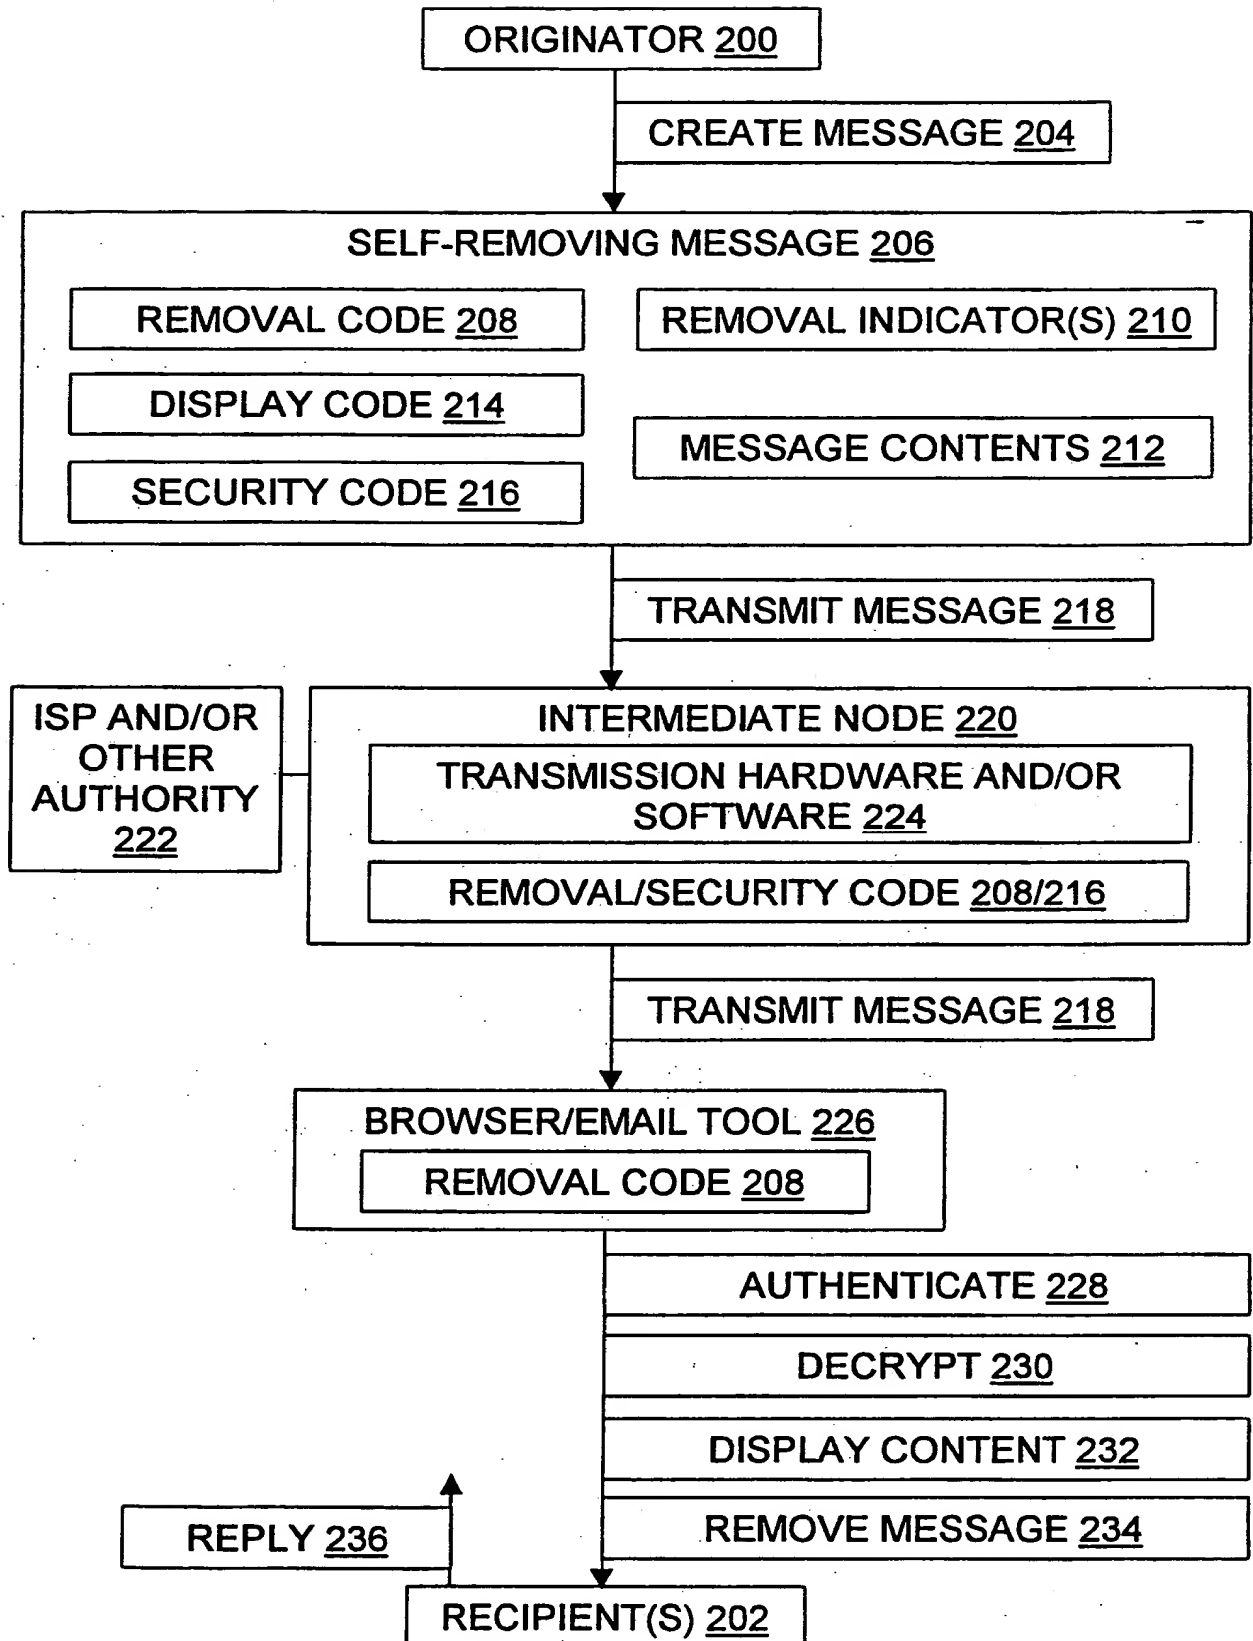 ORIGINATOR 200
CREATE MESSAGE 204
SELF-REMOVING MESSAGE 206
REMOVAL CODE 208
REMOVAL INDICATOR(S) 210
DISPLAY CODE 214
MESSAGE CONTENTS 212
SECURITY CODE 216
TRANSMIT MESSAGE 218
ISP AND/OR
OTHER
AUTHORITY
222
INTERMEDIATE NODE 220
TRANSMISSION HARDWARE AND/OR
SOFTWARE 224
REMOVAL/SECURITY CODE 208/216
TRANSMIT MESSAGE 218
BROWSER/EMAIL TOOL 226
REMOVAL CODE 208
AUTHENTICATE 228
DECRYPT 230
DISPLAY CONTENT 232
REMOVE MESSAGE 234
REPLY 236
RECIPIENT(S) 202